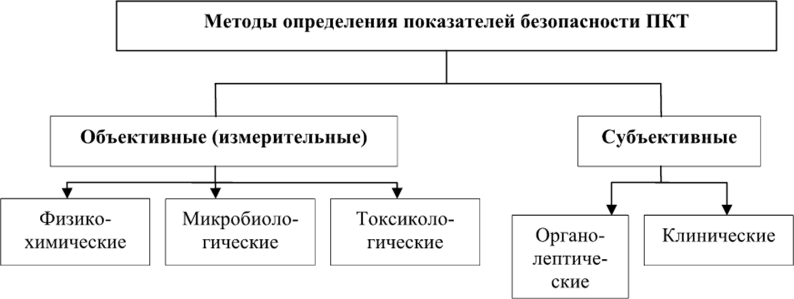 Методы определения показателей безопасности ПКТ
Объективные (измерительные)
Субъективные
Физико-
химические
Микробиоло-
гические
Токсиколо-
гические
Органо-
лептиче-
ские
Клинические